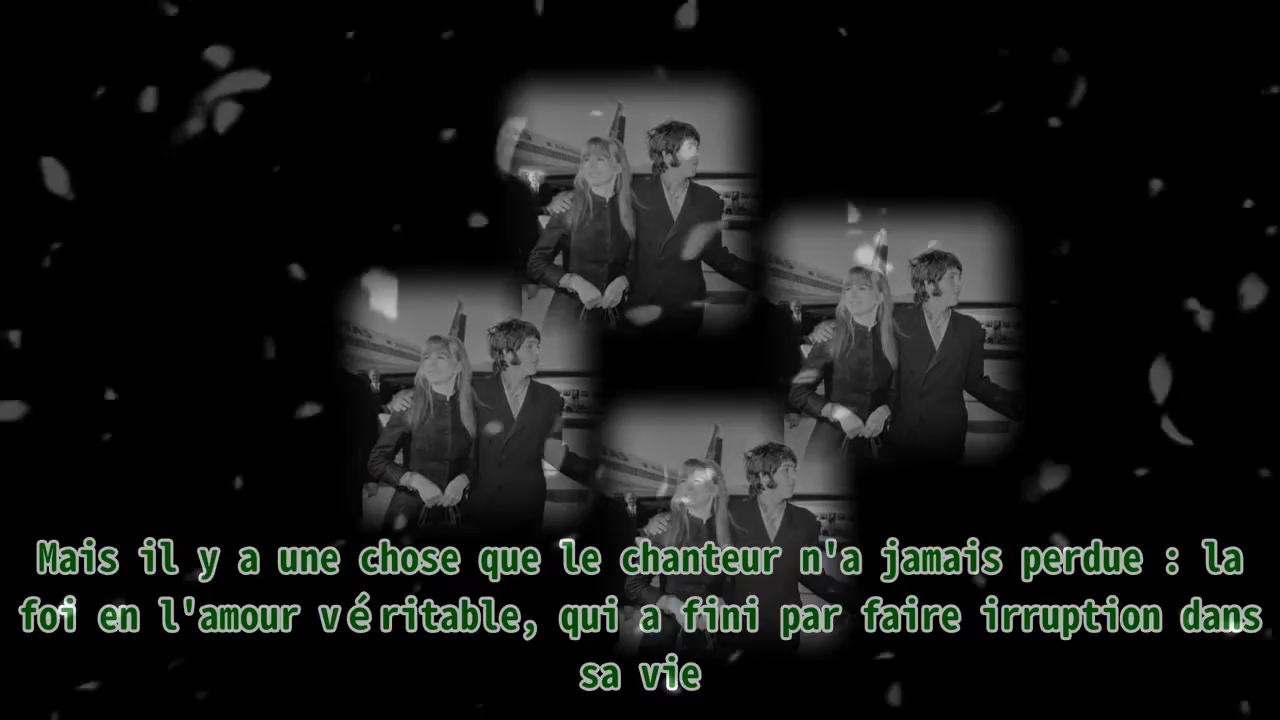 Mais il y a une chose que le chanteur n'a jamais perdue : la
foi en l'amour véritable, qui a fini par faire irruption dans
sa vie